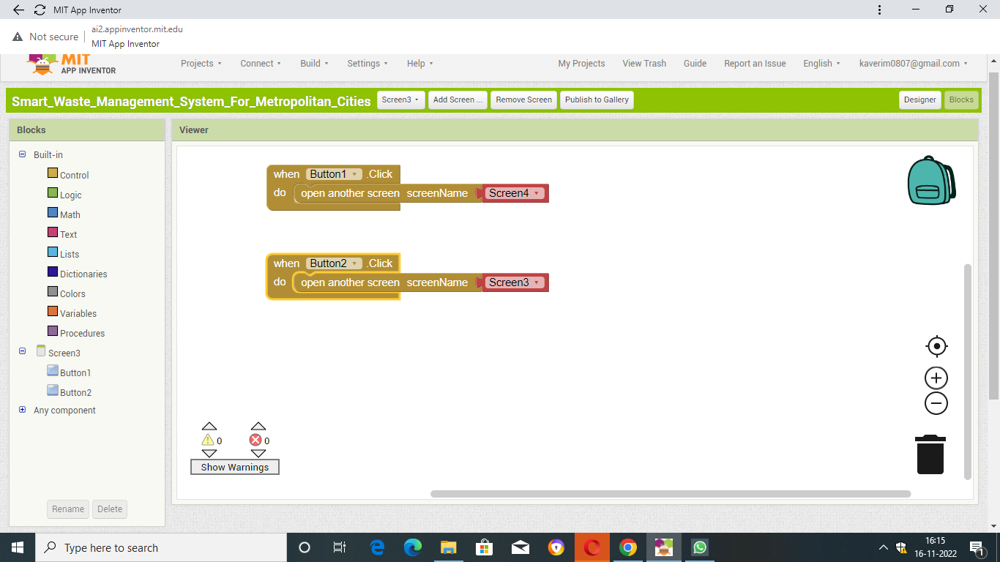 MIT App Inventor
Not secure
ai2.appinventor.mit.edu
MIT App Inventor
MIT
APP INVENTOR
Projects
Connect
Build
Settings
Help
My Projects
View Trash
Guide
Report an Issue
English
kaverim0807@gmail.com
Smart_Waste_Management_System_For_Metropolitan_Cities
Screen3
Add Screen ...
Remove Screen
Publish to Gallery
Designer
Blocks
Blocks
Viewer
Built-in
Control
Logic
Math
Text
Lists
Dictionaries
Colors
Variables
Procedures
Screen3
Button1
Button2
Any component
Rename
Delete
when Button1 .Click
do open another screen screenName Screen4
when Button2 .Click
do open another screen screenName Screen3
0
0
Show Warnings
Type here to search
16:15
16-11-2022
1